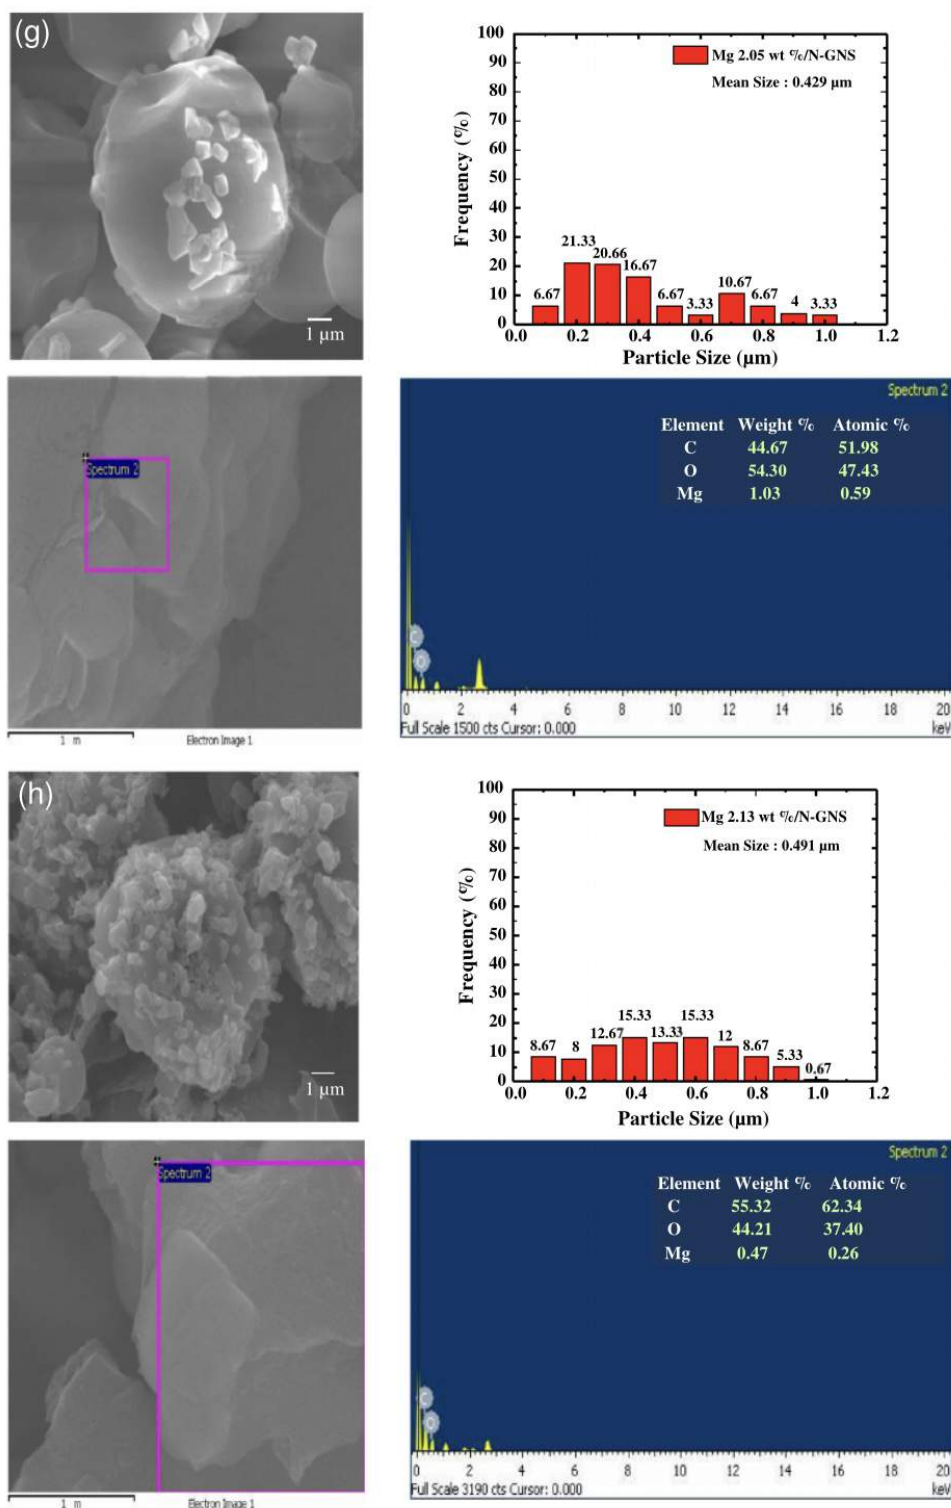 (g)
1 μm
100
90
80
70
60
50
40
30
20
10
0
Frequency (%)
Mg 2.05 wt %/N-GNS
Mean Size : 0.429 μm
6.67
21.33
20.66
16.67
6.67
3.33
10.67
6.67
4
3.33
0.0 0.2 0.4 0.6 0.8 1.0 1.2
Particle Size (μm)
Spectrum 2
1 m
Electron Image 1
Spectrum 2
Element Weight % Atomic %
C 44.67 51.98
O 54.30 47.43
Mg 1.03 0.59
C
O
0 2 4 6 8 10 12 14 16 18 20
Full Scale 1500 cts Cursor: 0.000
keV
(h)
1 μm
100
90
80
70
60
50
40
30
20
10
0
Frequency (%)
Mg 2.13 wt %/N-GNS
Mean Size : 0.491 μm
8.67
8
12.67
15.33
13.33
15.33
12
8.67
5.33
0.67
0.0 0.2 0.4 0.6 0.8 1.0 1.2
Particle Size (μm)
Spectrum 2
1 m
Electron Image 1
Spectrum 2
Element Weight % Atomic %
C 55.32 62.34
O 44.21 37.40
Mg 0.47 0.26
C
O
0 2 4 6 8 10 12 14 16 18 20
Full Scale 3190 cts Cursor: 0.000
keV